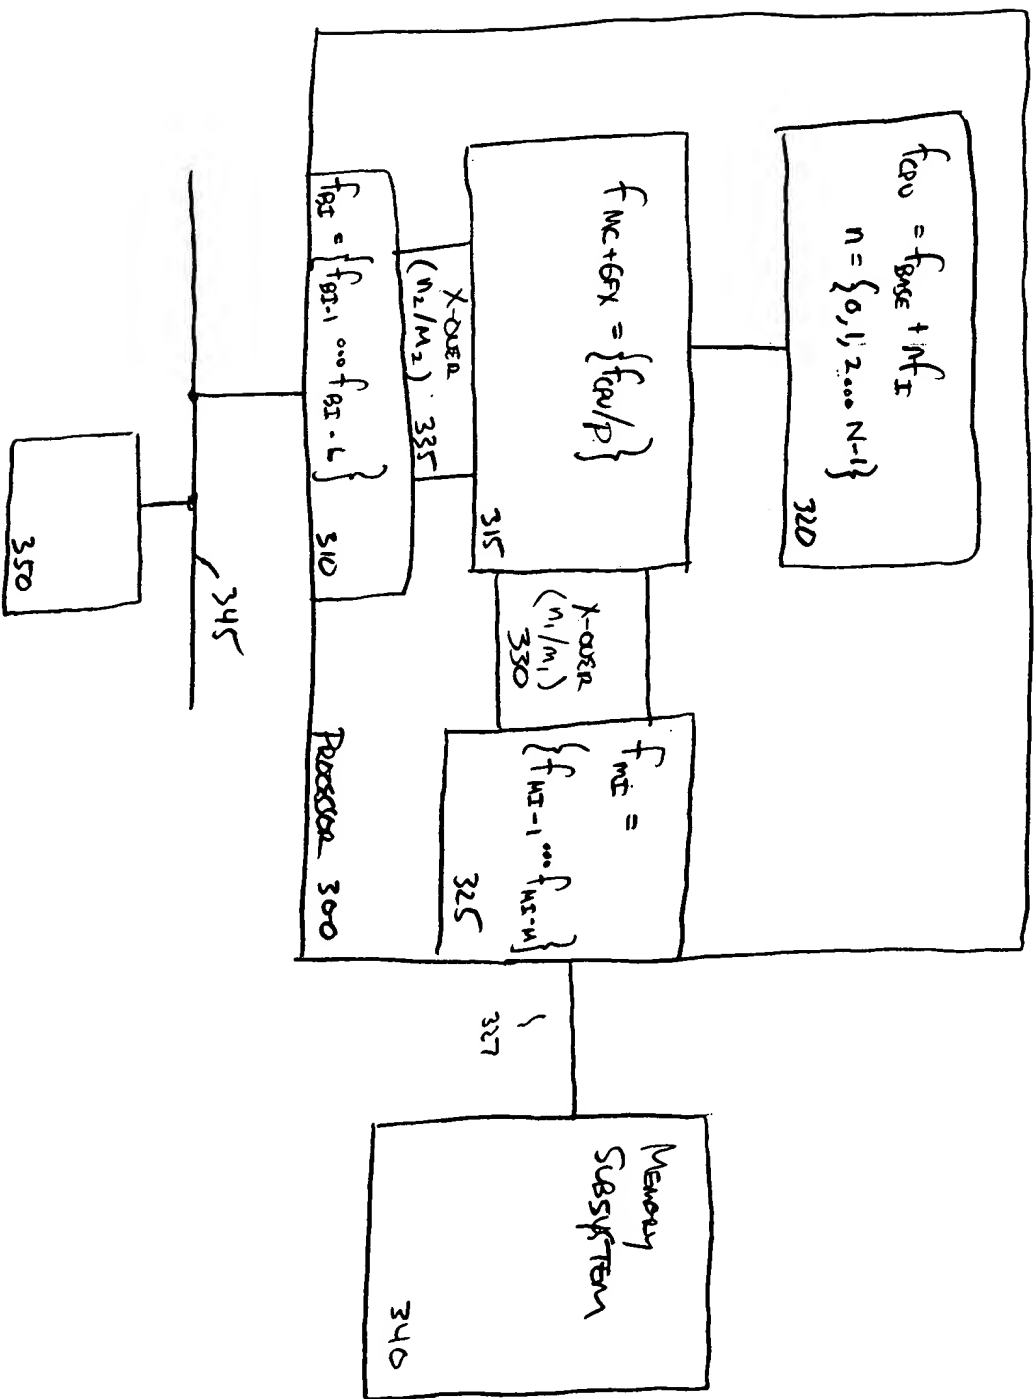 f_CPU = f_BASE + nf_I
n = {0, 1, 2... N-1}
320
f_MC+GFX = {f_CPU/P}
315
X-OVER
(n_1/m_1)
330
f_MI =
{f_MI-1 ... f_MI-M}
325
X-OVER
(n_2/m_2) 335
f_BI = {f_BI-1 ... f_BI-L}
310
PROCESSOR 300
327
MEMORY
SUBSYSTEM
340
345
350